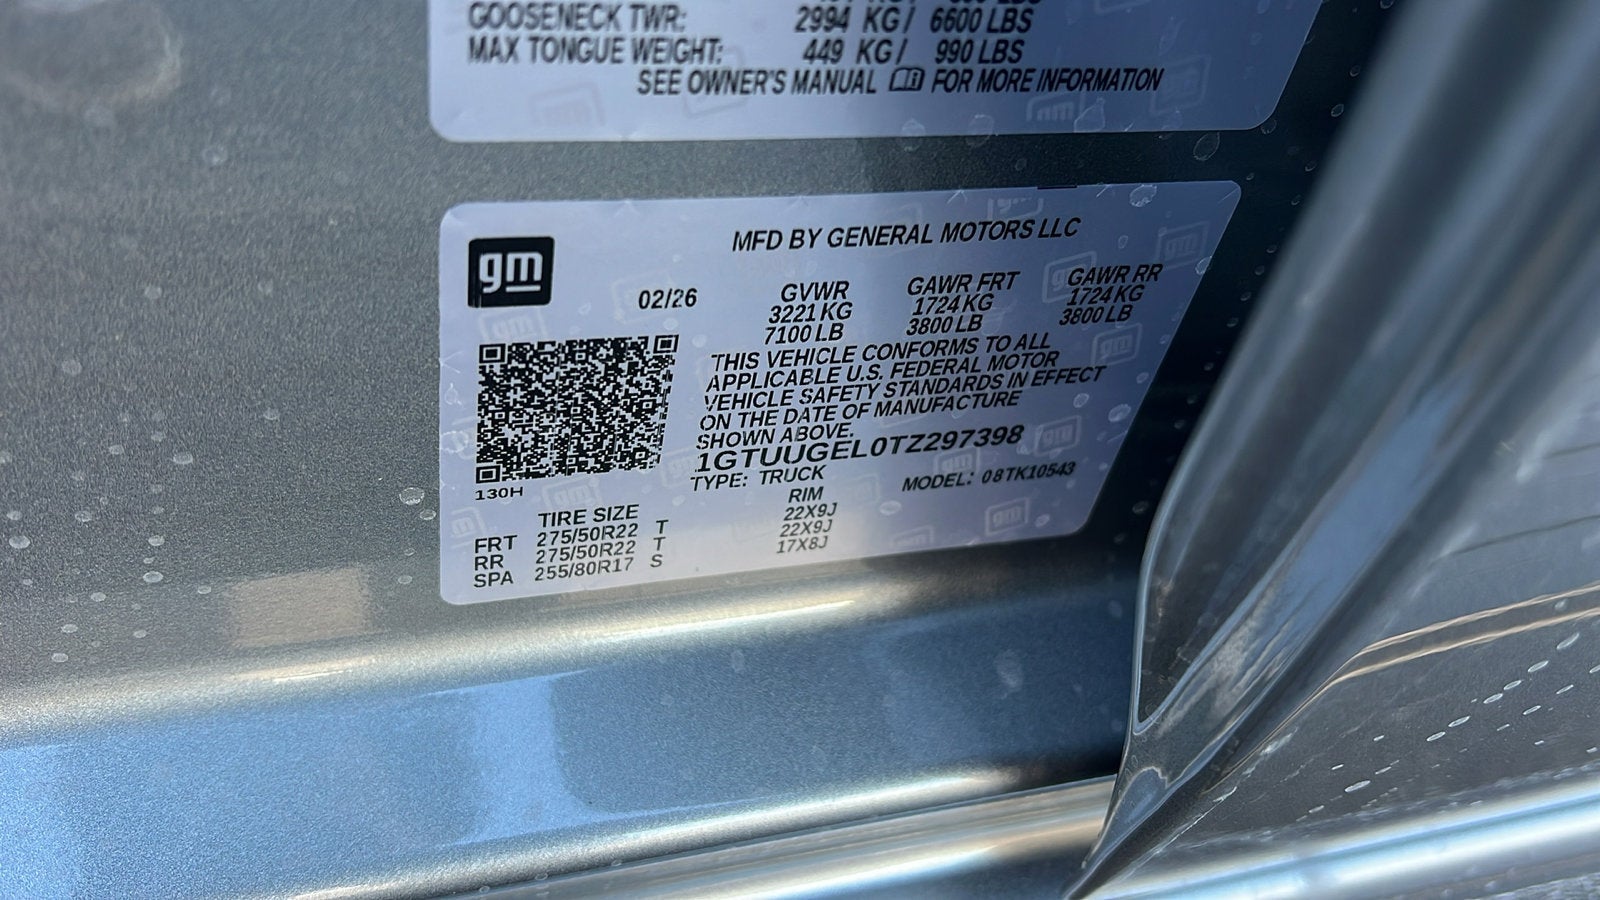 GOOSENECK TWR: 2994 KG / 6600 LBS
MAX TONGUE WEIGHT: 449 KG / 990 LBS
SEE OWNER'S MANUAL FOR MORE INFORMATION
gm
MFD BY GENERAL MOTORS LLC
02/26
GVWR GAWR FRT GAWR RR
3221 KG 1724 KG 1724 KG
7100 LB 3800 LB 3800 LB
THIS VEHICLE CONFORMS TO ALL
APPLICABLE U.S. FEDERAL MOTOR
VEHICLE SAFETY STANDARDS IN EFFECT
ON THE DATE OF MANUFACTURE
SHOWN ABOVE.
1GTUUGEL0TZ297398
TYPE: TRUCK MODEL: 08TK10543
130H
TIRE SIZE RIM
FRT 275/50R22 T 22X9J
RR 275/50R22 T 22X9J
SPA 255/80R17 S 17X8J